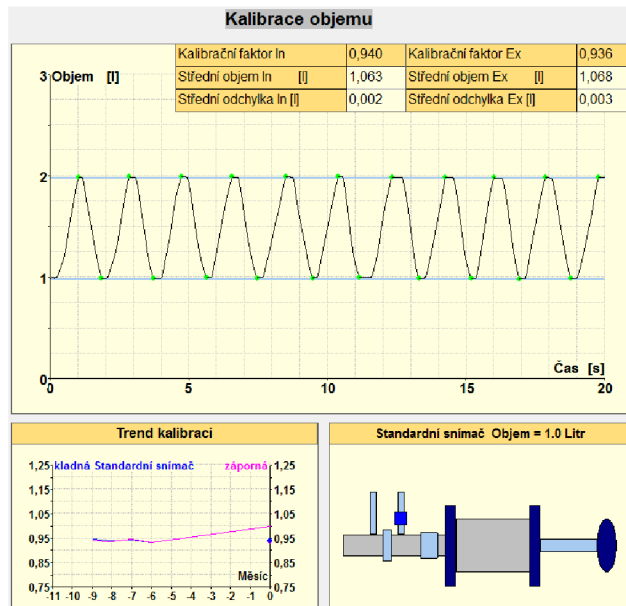 Kalibrace objemu
Kalibrační faktor In 0,940 Kalibrační faktor Ex 0,936
3 Objem [l] Střední objem In [l] 1,063 Střední objem Ex [l] 1,068
Střední odchylka In [l] 0,002 Střední odchylka Ex [l] 0,003
2
1
Čas [s]
0
0 5 10 15 20
Trend kalibrací
1,25 kladná Standardní snímač záporná 1,25
1,15 1,15
1,05 1,05
0,95 0,95
0,85 0,85
Měsíc
0,75 0,75
-11 -10 -9 -8 -7 -6 -5 -4 -3 -2 -1 0
Standardní snímač Objem = 1.0 Litr